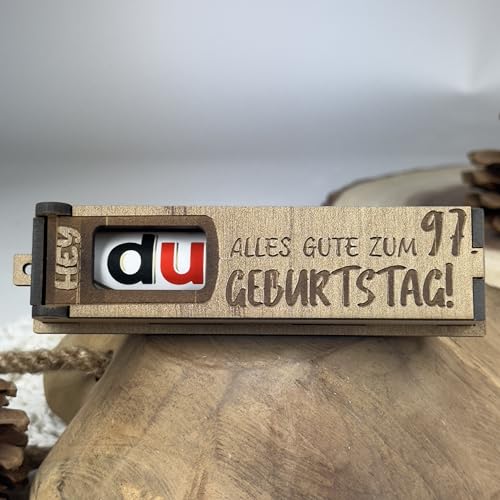 HEY
du
ALLES GUTE ZUM 97
GEBURTSTAG!